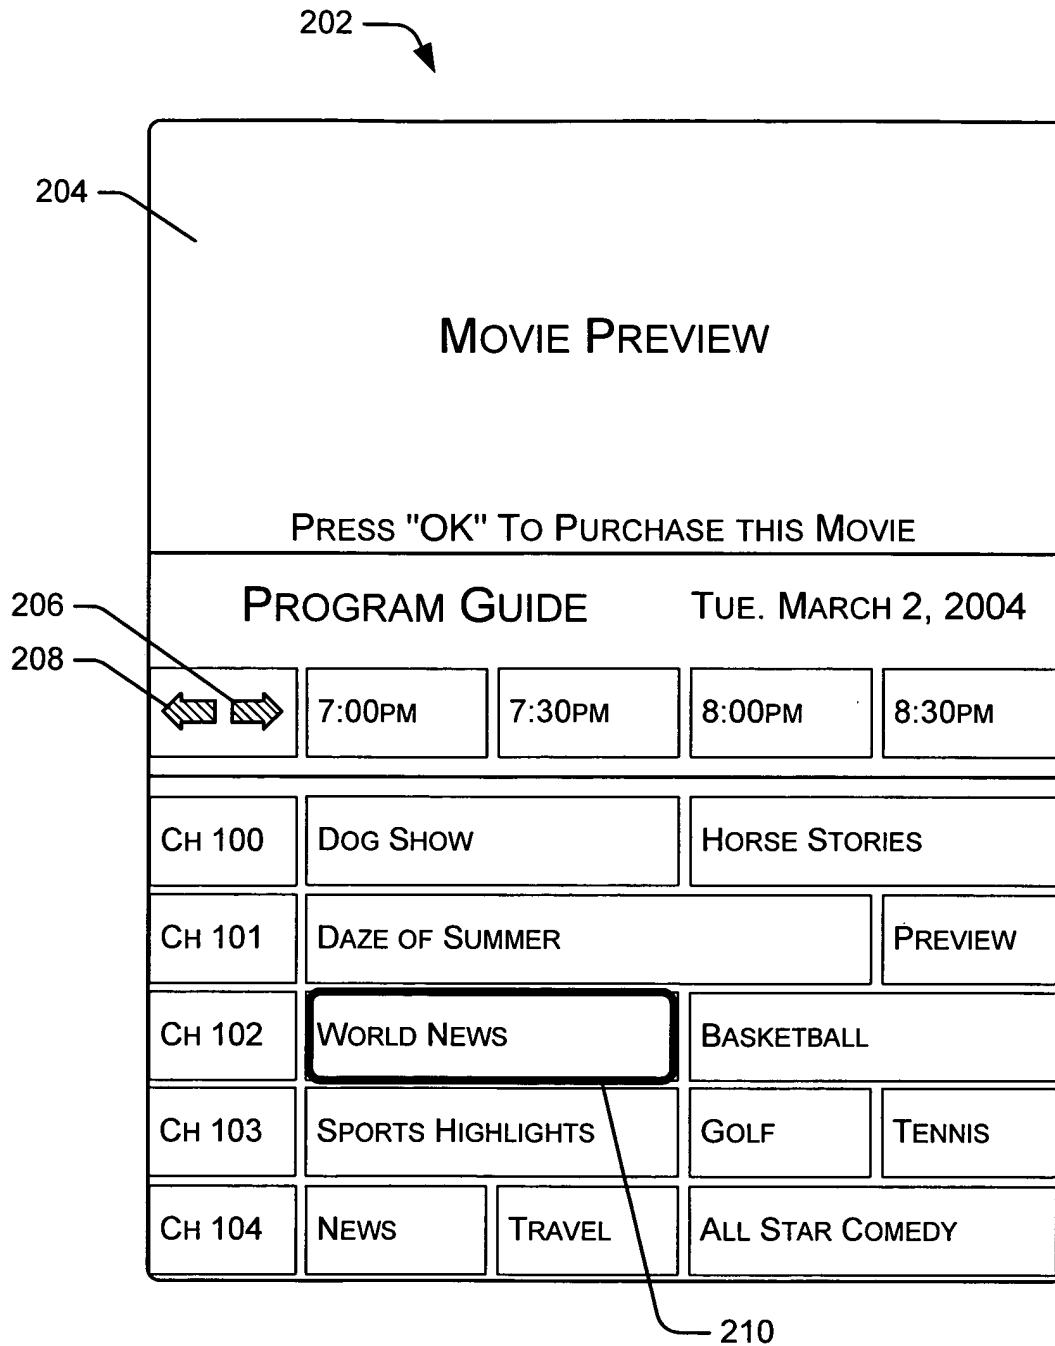 202
204
MOVIE PREVIEW
PRESS "OK" TO PURCHASE THIS MOVIE
206
PROGRAM GUIDE TUE. MARCH 2, 2004
208
7:00PM 7:30PM 8:00PM 8:30PM
CH 100 DOG SHOW HORSE STORIES
CH 101 DAZE OF SUMMER PREVIEW
CH 102 WORLD NEWS BASKETBALL
CH 103 SPORTS HIGHLIGHTS GOLF TENNIS
CH 104 NEWS TRAVEL ALL STAR COMEDY
210